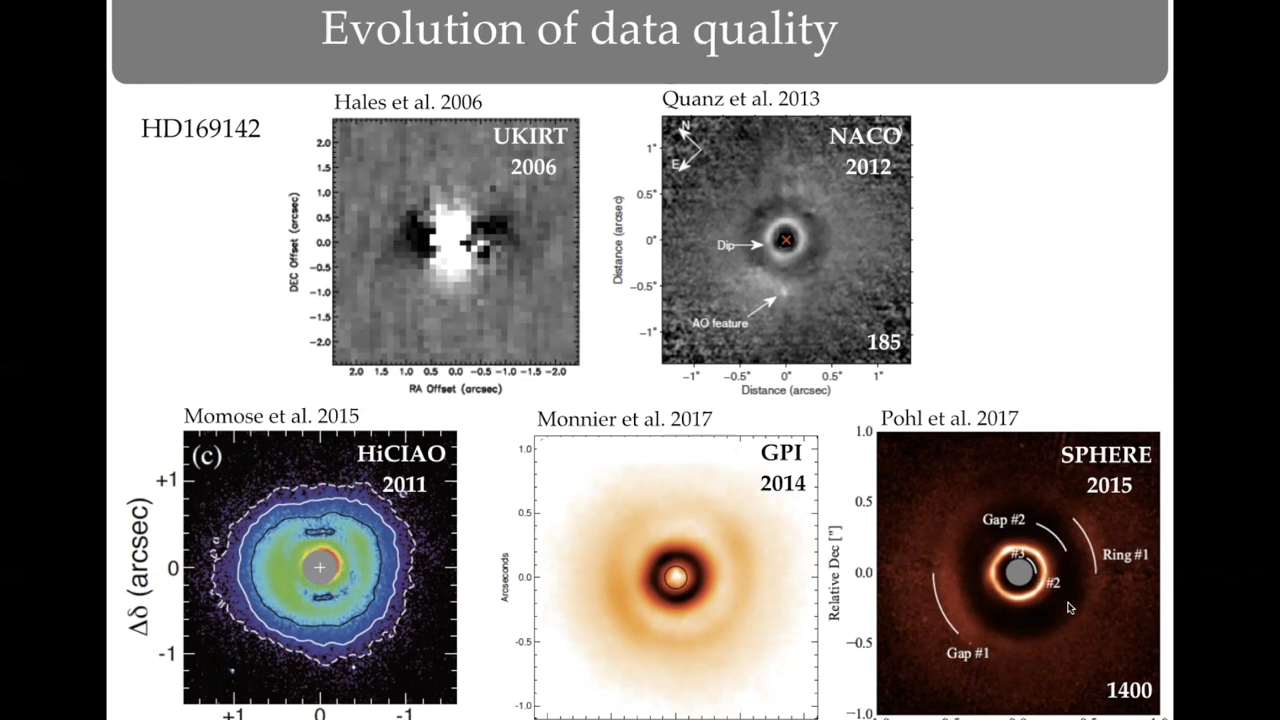 Evolution of data quality
HD169142
Hales et al. 2006
UKIRT
2006
2.0
1.5
1.0
0.5
0.0
-0.5
-1.0
-1.5
-2.0
DEC Offset (arcsec)
2.0 1.5 1.0 0.5 0.0 -0.5 -1.0 -1.5 -2.0
RA Offset (arcsec)
Quanz et al. 2013
NACO
2012
N
E
1"
0.5"
0"
-0.5"
-1"
Distance (arcsec)
Dip
AO feature
185
-1" -0.5" 0" 0.5" 1"
Distance (arcsec)
Momose et al. 2015
(c)
HiCIAO
2011
+1
0
-1
Δδ (arcsec)
+1 0 -1
Monnier et al. 2017
GPI
2014
1.0
0.5
0.0
-0.5
-1.0
Arcseconds
Pohl et al. 2017
SPHERE
2015
1.0
0.5
0.0
-0.5
-1.0
Relative Dec ["]
Gap #2
Ring #1
#3
#2
Gap #1
1400